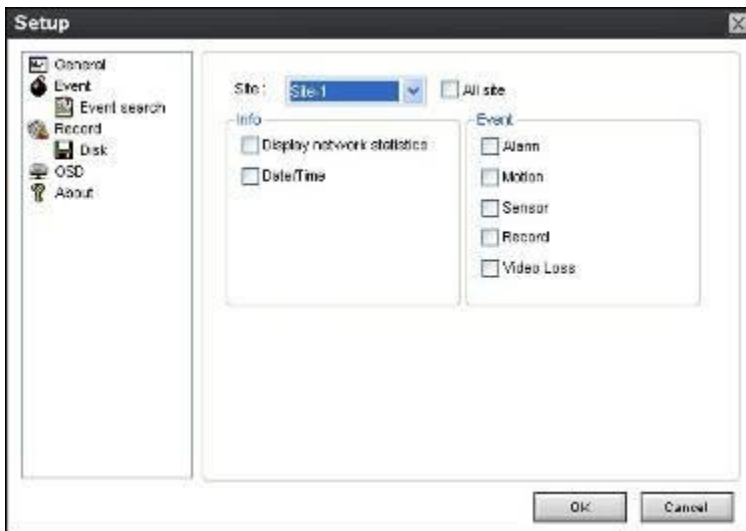 Setup
General
Event
Event search
Record
Disk
OSD
About
Site :
Site-1
All site
Info
Display network statistics
Date/Time
Event
Alarm
Motion
Sensor
Record
Video Loss
OK
Cancel